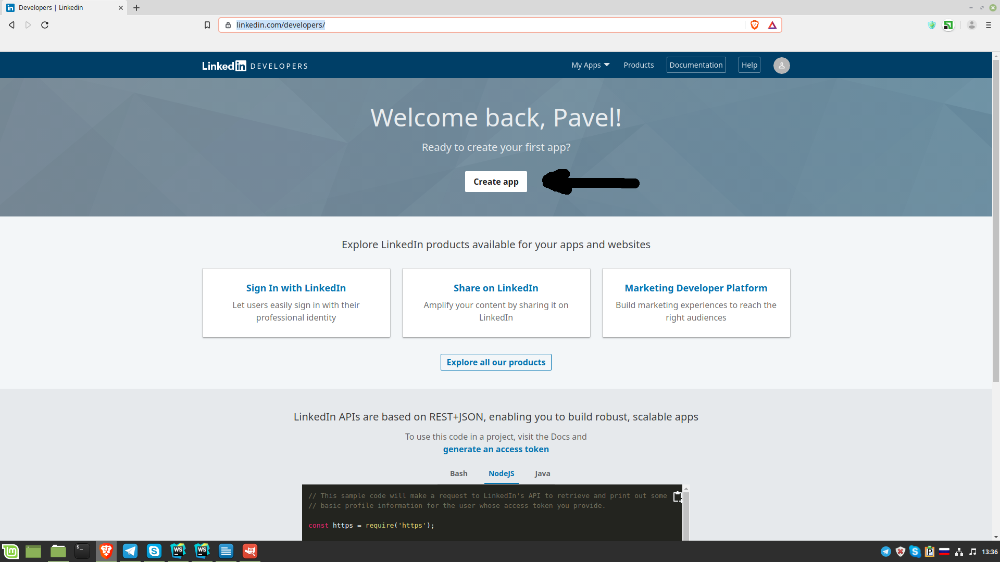 Developers | Linkedin
linkedin.com/developers/
Linked in DEVELOPERS
My Apps
Products
Documentation
Help
Welcome back, Pavel!
Ready to create your first app?
Create app
Explore LinkedIn products available for your apps and websites
Sign In with LinkedIn
Let users easily sign in with their
professional identity
Share on LinkedIn
Amplify your content by sharing it on
LinkedIn
Marketing Developer Platform
Build marketing experiences to reach the
right audiences
Explore all our products
LinkedIn APIs are based on REST+JSON, enabling you to build robust, scalable apps
To use this code in a project, visit the Docs and
generate an access token
Bash
NodeJS
Java
// This sample code will make a request to LinkedIn's API to retrieve and print out some
// basic profile information for the user whose access token you provide.
const https = require('https');
13:36